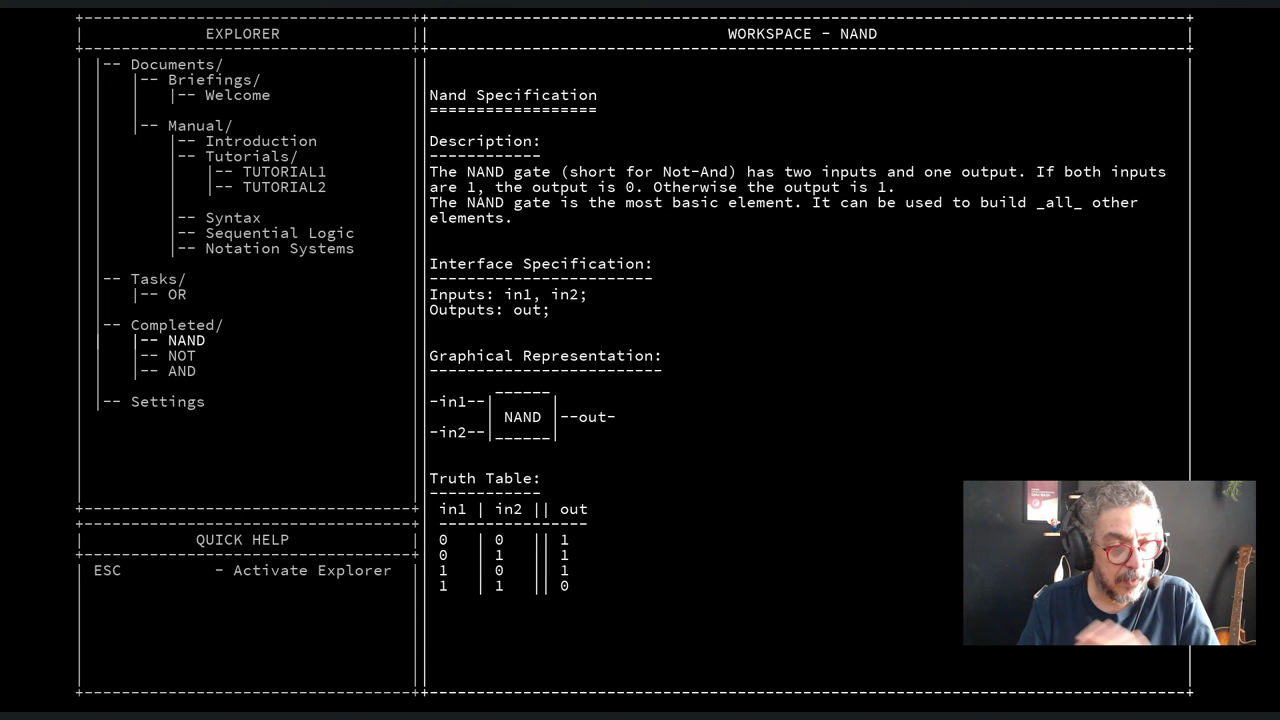 EXPLORER
|-- Documents/
|-- Briefings/
|-- Welcome
|-- Manual/
|-- Introduction
|-- Tutorials/
|-- TUTORIAL1
|-- TUTORIAL2
|-- Syntax
|-- Sequential Logic
|-- Notation Systems
|-- Tasks/
|-- OR
|-- Completed/
|-- NAND
|-- NOT
|-- AND
|-- Settings
QUICK HELP
ESC - Activate Explorer
WORKSPACE - NAND
Nand Specification
==================
Description:
------------
The NAND gate (short for Not-And) has two inputs and one output. If both inputs
are 1, the output is 0. Otherwise the output is 1.
The NAND gate is the most basic element. It can be used to build _all_ other
elements.
Interface Specification:
------------------------
Inputs: in1, in2;
Outputs: out;
Graphical Representation:
-------------------------
-in1--|
| NAND |--out-
-in2--|______|
Truth Table:
------------
in1 | in2 || out
----------------
0 | 0 || 1
0 | 1 || 1
1 | 0 || 1
1 | 1 || 0